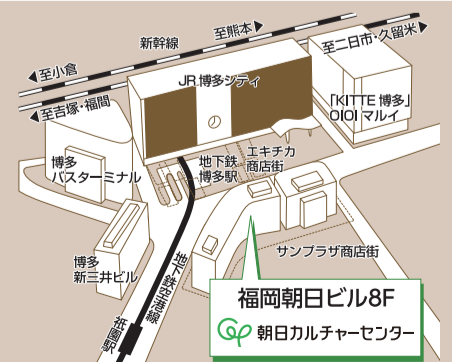 新幹線
至熊本
至小倉
至二日市・久留米
JR 博多シティ
至吉塚・福間
「KITTE 博多」
OIOI マルイ
博多
バスターミナル
地下鉄
博多駅
エキチカ
商店街
サンプラザ商店街
博多
新三井ビル
地下鉄空港線
祇園駅
福岡朝日ビル8F
朝日カルチャーセンター